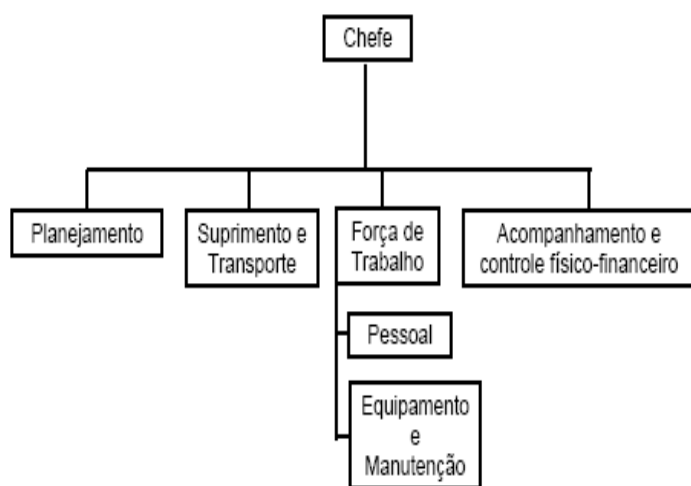 Chefe
Planejamento
Suprimento e
Transporte
Força de
Trabalho
Acompanhamento e
controle físico-financeiro
Pessoal
Equipamento
e
Manutenção